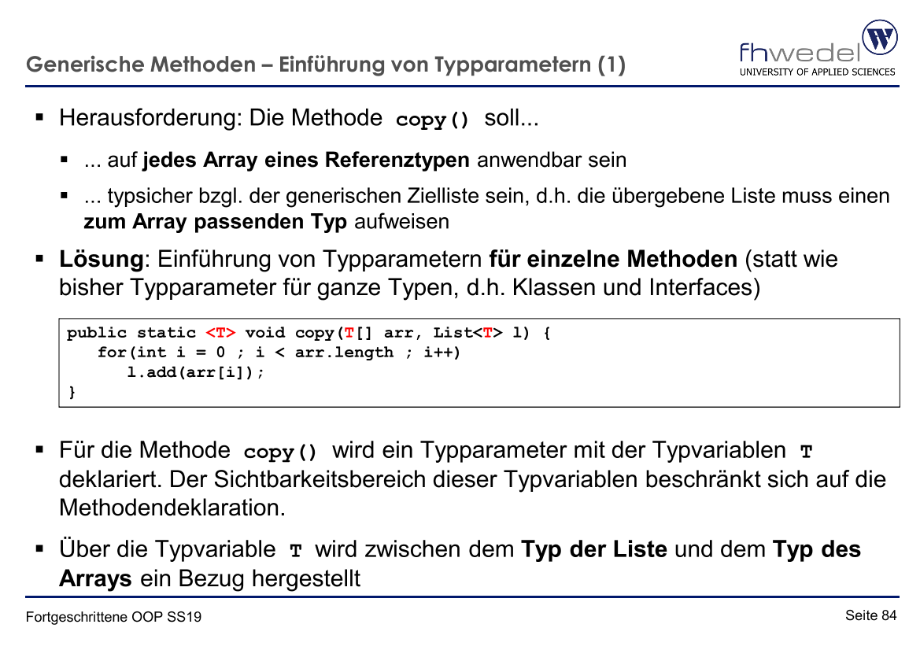 Generische Methoden – Einführung von Typparametern (1)
fhwedel
UNIVERSITY OF APPLIED SCIENCES
W
▪ Herausforderung: Die Methode copy() soll...
▪ ... auf jedes Array eines Referenztypen anwendbar sein
▪ ... typsicher bzgl. der generischen Zielliste sein, d.h. die übergebene Liste muss einen
zum Array passenden Typ aufweisen
▪ Lösung: Einführung von Typparametern für einzelne Methoden (statt wie
bisher Typparameter für ganze Typen, d.h. Klassen und Interfaces)
public static <T> void copy(T[] arr, List<T> l) {
for(int i = 0 ; i < arr.length ; i++)
l.add(arr[i]);
}
▪ Für die Methode copy() wird ein Typparameter mit der Typvariablen T
deklariert. Der Sichtbarkeitsbereich dieser Typvariablen beschränkt sich auf die
Methodendeklaration.
▪ Über die Typvariable T wird zwischen dem Typ der Liste und dem Typ des
Arrays ein Bezug hergestellt
Fortgeschrittene OOP SS19
Seite 84